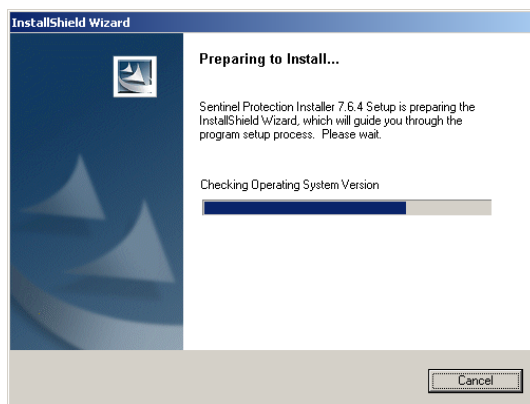 InstallShield Wizard
Preparing to Install...
Sentinel Protection Installer 7.6.4 Setup is preparing the
InstallShield Wizard, which will guide you through the
program setup process. Please wait.
Checking Operating System Version
Cancel